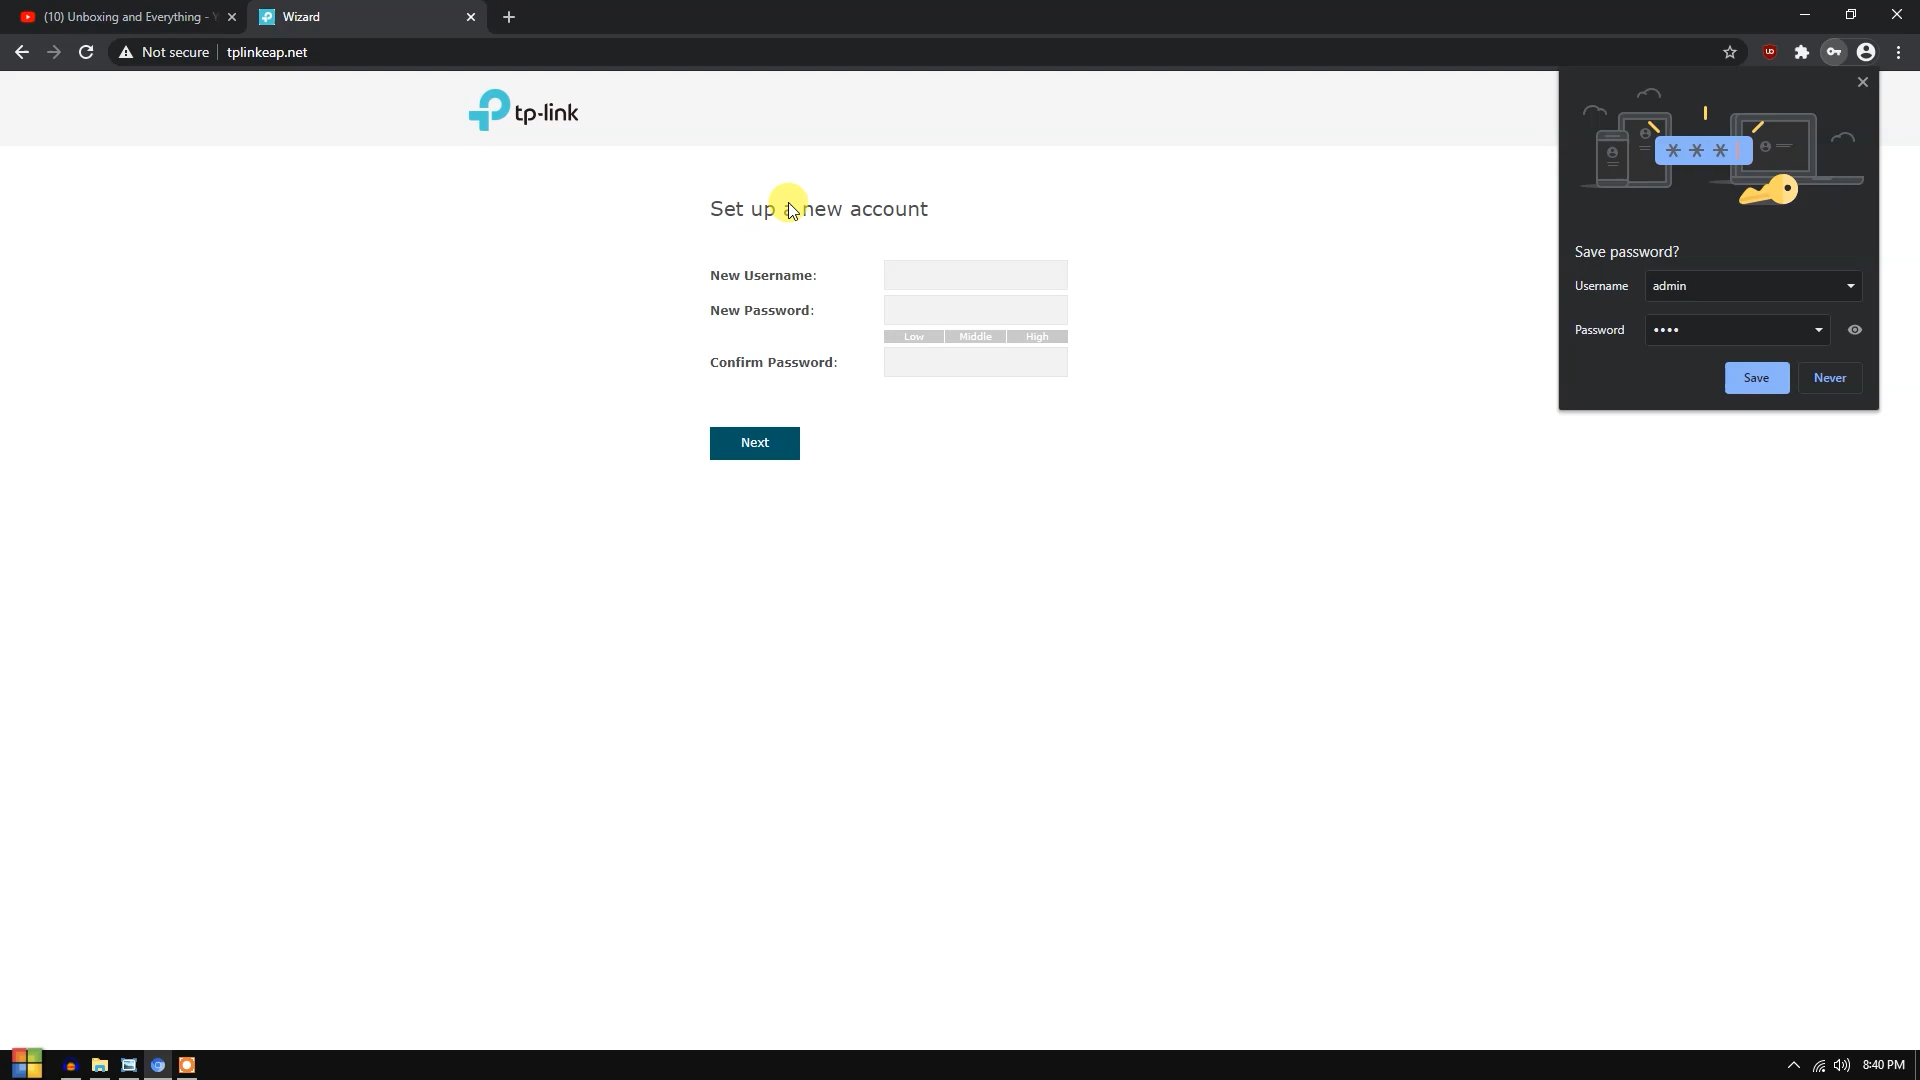 (10) Unboxing and Everything -
Wizard
Not secure
tplinkeap.net
tp-link
Set up a new account
New Username:
New Password:
Low Middle High
Confirm Password:
Next
* * *
Save password?
Username admin
Password ••••
Save Never
8:40 PM